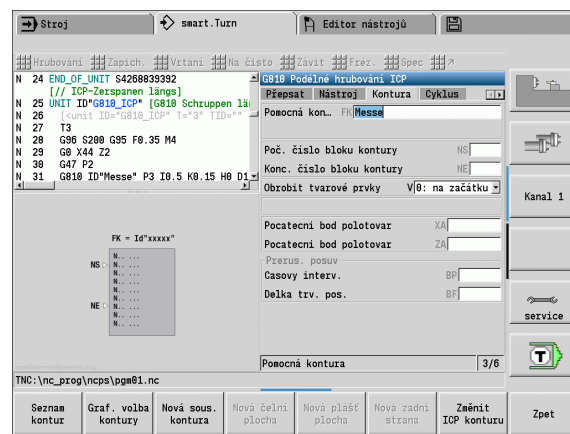 Stroj
smart.Turn
Editor nástrojů
Hrubování Zapich. Vrtání Na čisto Závit Fréz. Spec
N 24 END_OF_UNIT S4260839392
[// ICP-Zerspanen längs]
N 25 UNIT ID"G810_ICP" [G810 Schruppen lä
N 26 [<unit ID="G810_ICP" T="3" TID=""
N 27 T3
N 28 G96 S200 G95 F0.35 M4
N 29 G0 X44 Z2
N 30 G47 P2
N 31 G810 ID"Messe" P3 I0.5 K0.15 H0 D1
G810 Podélné hrubování ICP
Přepsat Nástroj Kontura Cyklus
Pomocná kon… FK Messe
Poč. číslo bloku kontury NS
Konc. číslo bloku kontury NE
Obrobit tvarové prvky V 0: na začátku
Pocatecni bod polotovar XA
Pocatecni bod polotovar ZA
Prerus. posuv
Casovy interv. BP
Delka trv. pos. BF
Pomocná kontura 3/6
FK = Id"xxxxx"
N.. ...
NS N.. ...
N.. ...
N.. ...
N.. ...
N.. ...
NE N.. ...
N.. ...
N.. ...
TNC:\nc_prog\ncps\pgm01.nc
Kanal 1
service
T
Seznam kontur
Graf. volba kontury
Nová sous. kontura
Nová čelní plocha
Nová plášť plocha
Nová zadní strana
Změnit ICP konturu
Zpet